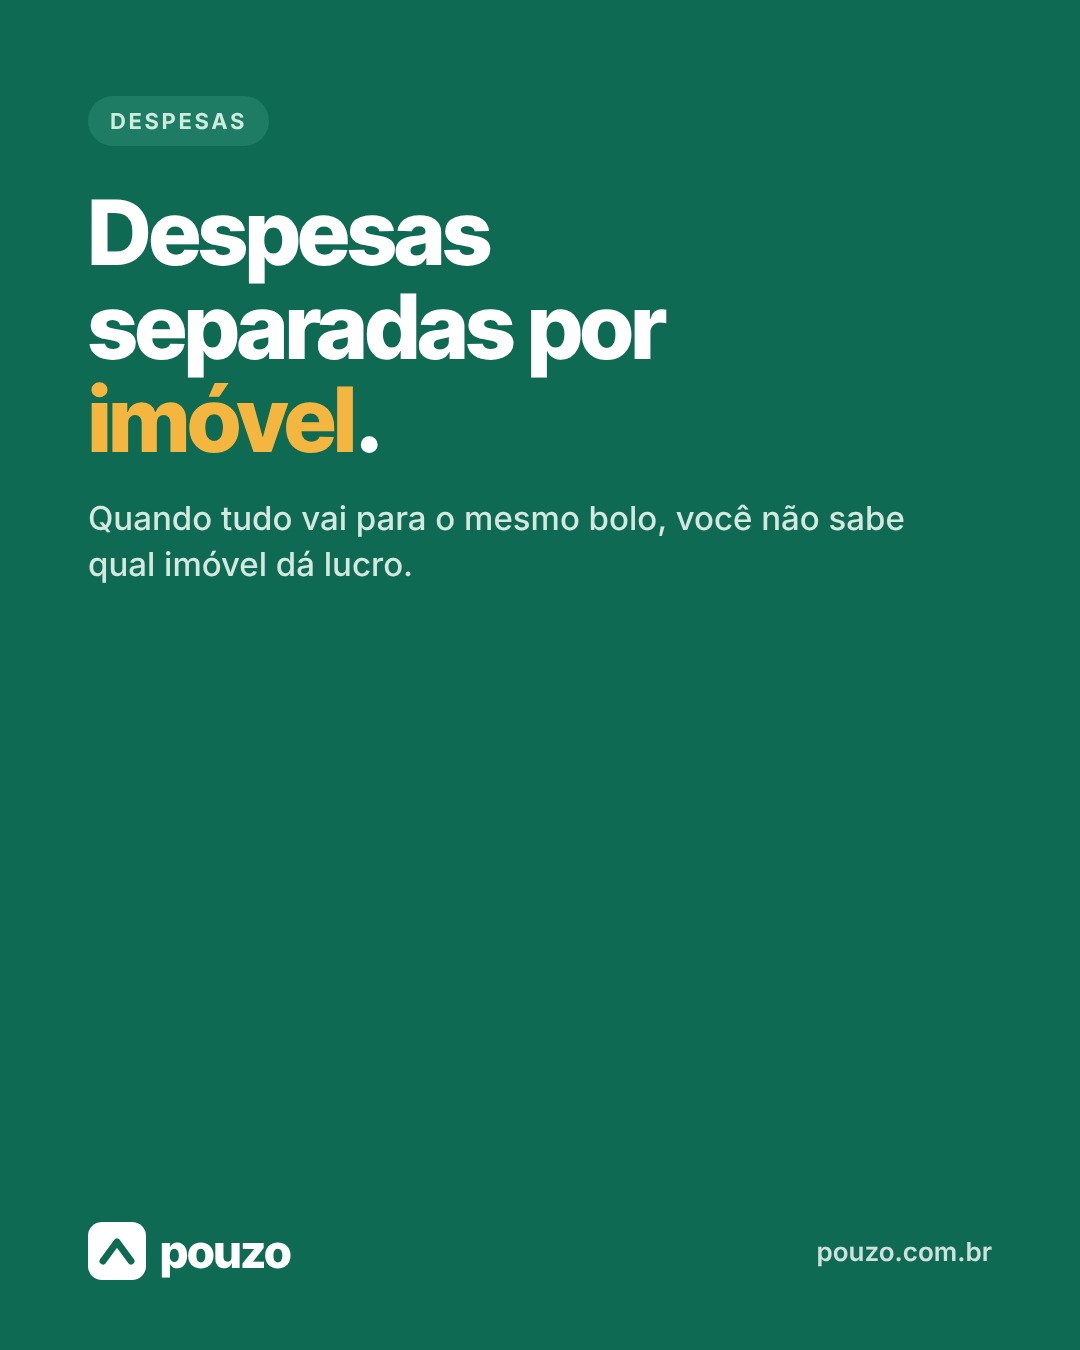 DESPESAS
Despesas
separadas por
imóvel.
Quando tudo vai para o mesmo bolo, você não sabe
qual imóvel dá lucro.
pouzo
pouzo.com.br